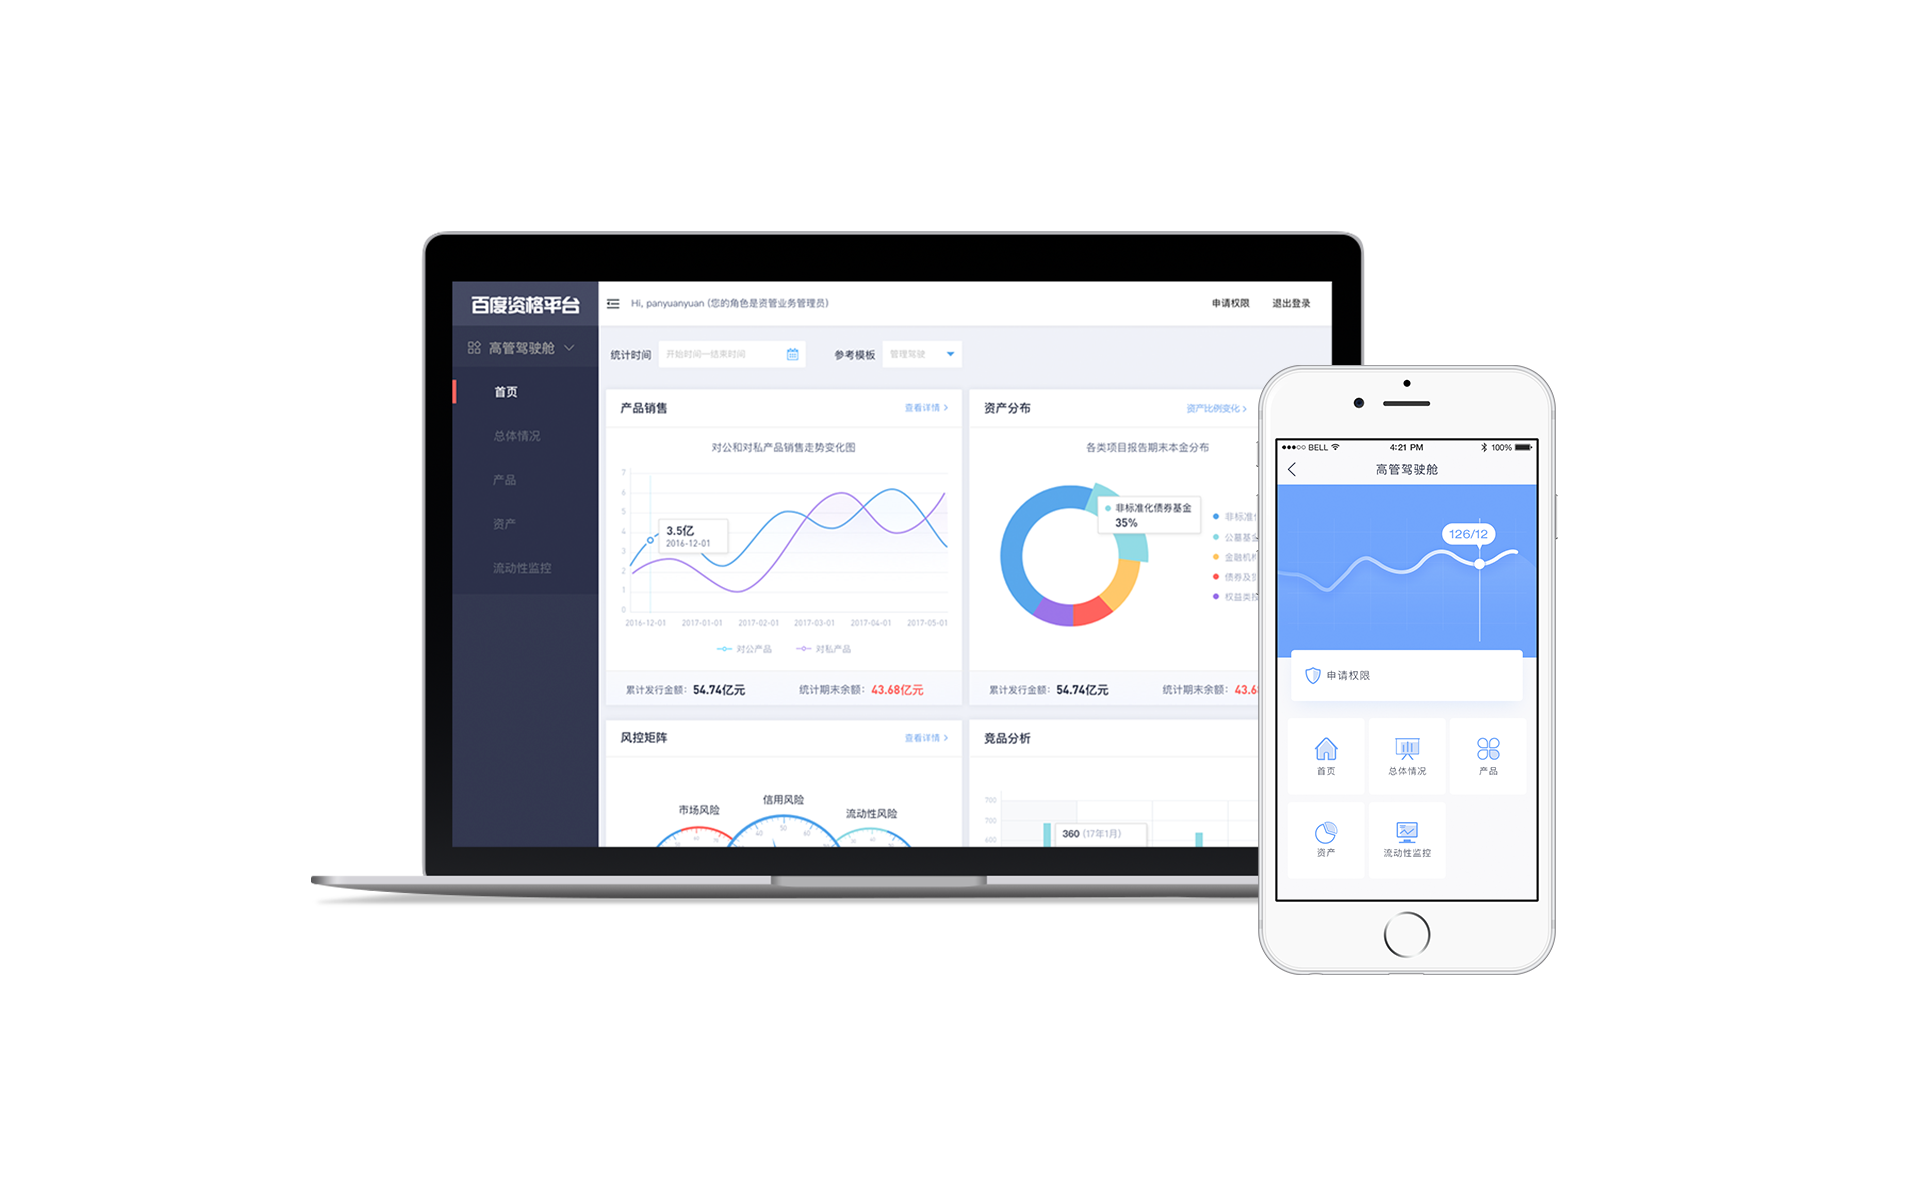 百度资格平台
Hi, panyuanyuan (您的角色是资管业务管理员)
申请权限
退出登录
高管驾驶舱
首页
总体情况
产品
资产
流动性监控
统计时间
开始时间一结束时间
参考模板
管理驾驶
产品销售
查看详情
对公和对私产品销售走势变化图
7
6
5
4
3
2
1
0
3.5亿
2016-12-01
2016-12-01
2017-01-01
2017-02-01
2017-03-01
2017-04-01
2017-05-01
对公产品
对私产品
累计发行金额：54.74亿元
统计期末余额：43.68亿元
资产分布
资产比例变化
各类项目报告期末本金分布
非标准化债券基金
35%
非标准
公墓基金
金融机
债券及
权益类
累计发行金额：54.74亿元
统计期末余额：43.6
风控矩阵
查看详情
市场风险
信用风险
流动性风险
40
50
60
竞品分析
700
700
600
360 (17年1月)
BELL
4:21 PM
100%
高管驾驶舱
126/12
申请权限
首页
总体情况
产品
资产
流动性监控